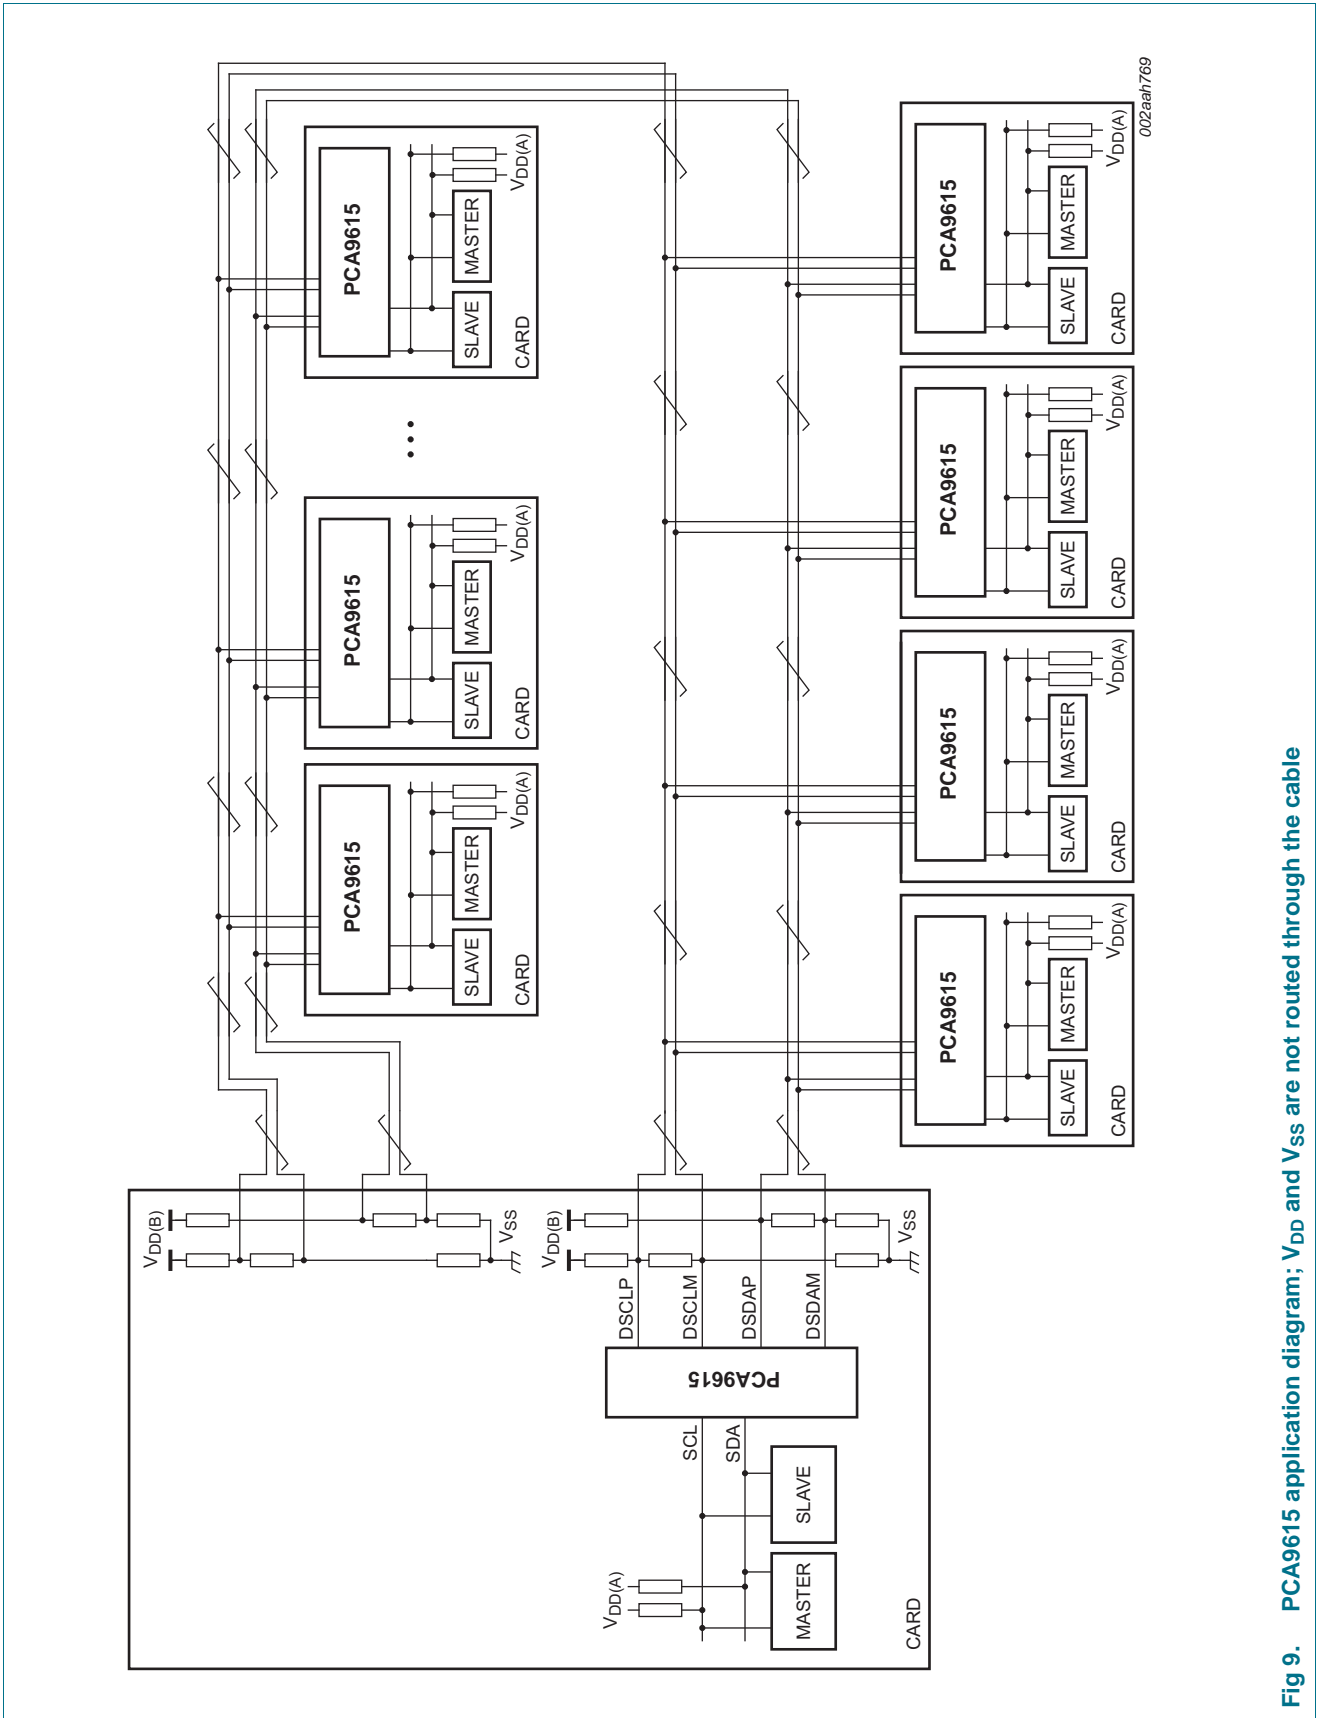 002aah769
PCA9615
MASTER
SLAVE
VDD(A)
CARD
PCA9615
MASTER
SLAVE
VDD(A)
CARD
PCA9615
MASTER
SLAVE
VDD(A)
CARD
PCA9615
MASTER
SLAVE
VDD(A)
CARD
PCA9615
MASTER
SLAVE
VDD(A)
CARD
PCA9615
MASTER
SLAVE
VDD(A)
CARD
PCA9615
MASTER
SLAVE
VDD(A)
CARD
VDD(B)
VSS
VDD(B)
VSS
DSCLP
DSCLM
DSDAP
DSDAM
PCA9615
SCL
SDA
VDD(A)
MASTER
SLAVE
CARD
Fig 9. PCA9615 application diagram; VDD and VSS are not routed through the cable